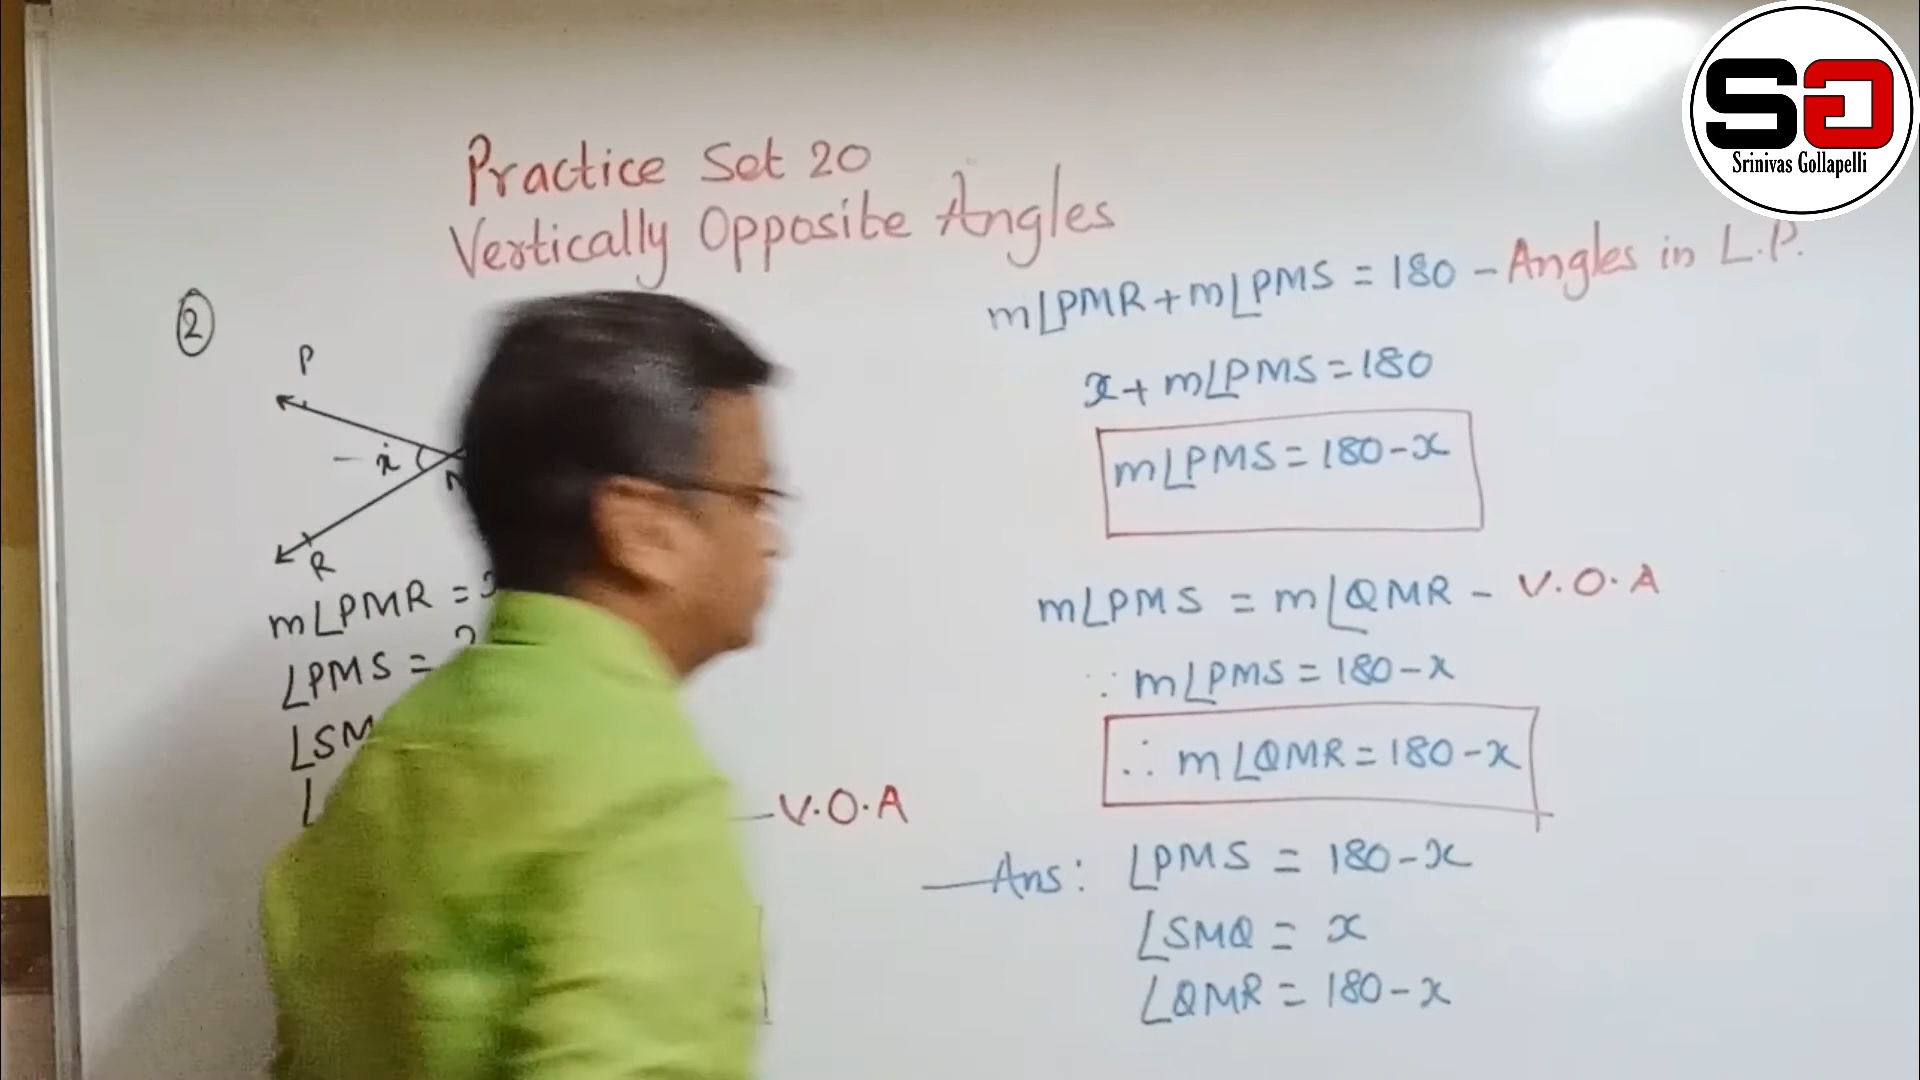 SG
Srinivas Gollapelli
Practice Set 20
Vertically Opposite Angles
②
P
x
R
m∠PMR =
∠PMS =
∠SM
∠
V.O.A
m∠PMR + m∠PMS = 180 - Angles in L.P.
x + m∠PMS = 180
m∠PMS = 180 - x
m∠PMS = m∠QMR - V.O.A
∵ m∠PMS = 180 - x
∴ m∠QMR = 180 - x
Ans: ∠PMS = 180 - x
∠SMQ = x
∠QMR = 180 - x